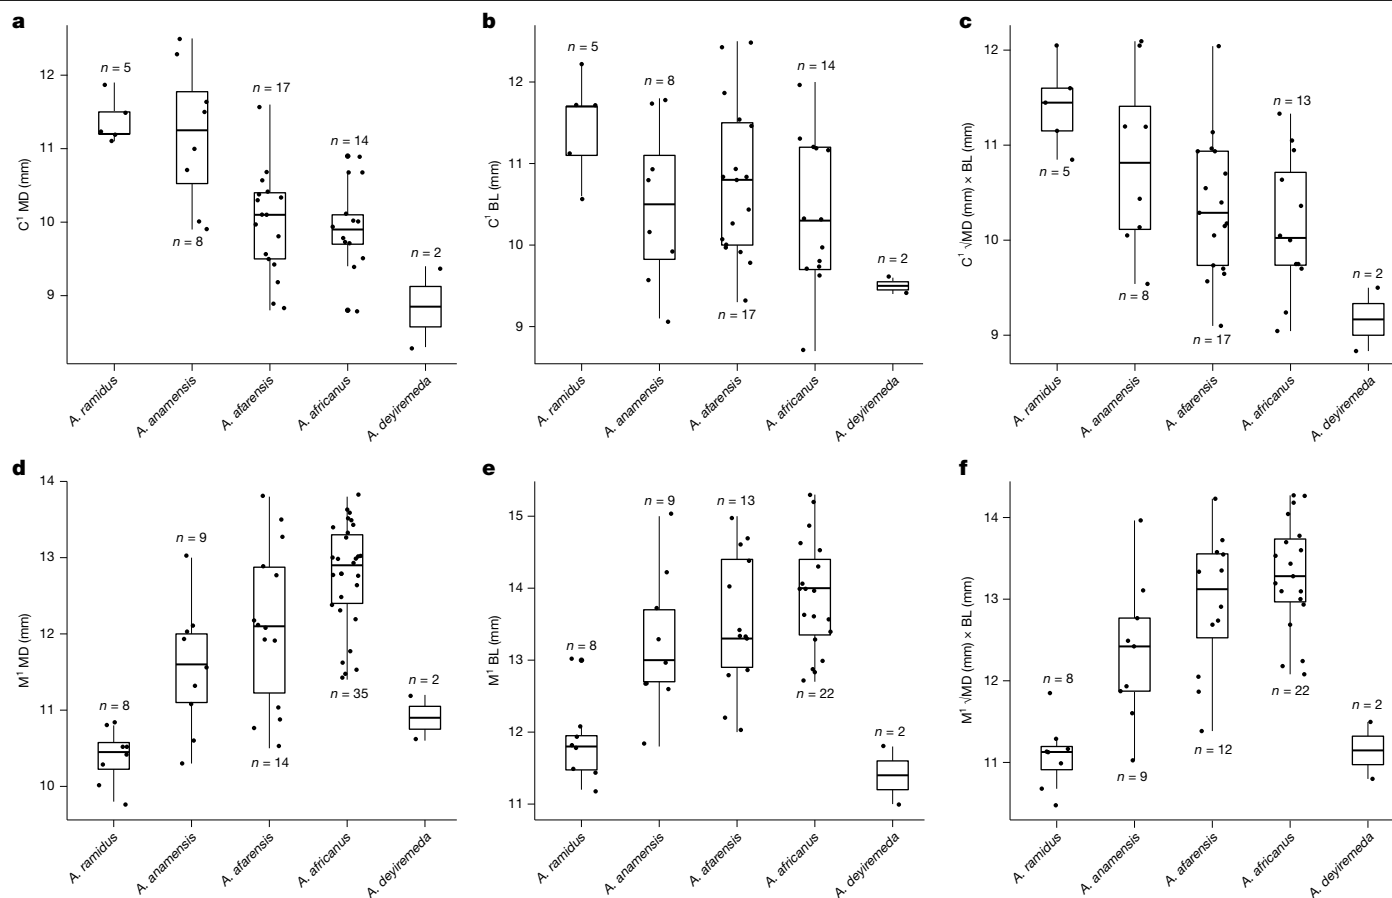 a
C¹ MD (mm)
12
11
10
9
n = 5
n = 8
n = 17
n = 14
n = 2
A. ramidus
A. anamensis
A. afarensis
A. africanus
A. deyiremeda
b
C¹ BL (mm)
12
11
10
9
n = 5
n = 8
n = 17
n = 14
n = 2
A. ramidus
A. anamensis
A. afarensis
A. africanus
A. deyiremeda
c
C¹ √MD (mm) × BL (mm)
12
11
10
9
n = 5
n = 8
n = 17
n = 13
n = 2
A. ramidus
A. anamensis
A. afarensis
A. africanus
A. deyiremeda
d
M¹ MD (mm)
14
13
12
11
10
n = 8
n = 9
n = 14
n = 35
n = 2
A. ramidus
A. anamensis
A. afarensis
A. africanus
A. deyiremeda
e
M¹ BL (mm)
15
14
13
12
11
n = 8
n = 9
n = 13
n = 22
n = 2
A. ramidus
A. anamensis
A. afarensis
A. africanus
A. deyiremeda
f
M¹ √MD (mm) × BL (mm)
14
13
12
11
n = 8
n = 9
n = 12
n = 22
n = 2
A. ramidus
A. anamensis
A. afarensis
A. africanus
A. deyiremeda